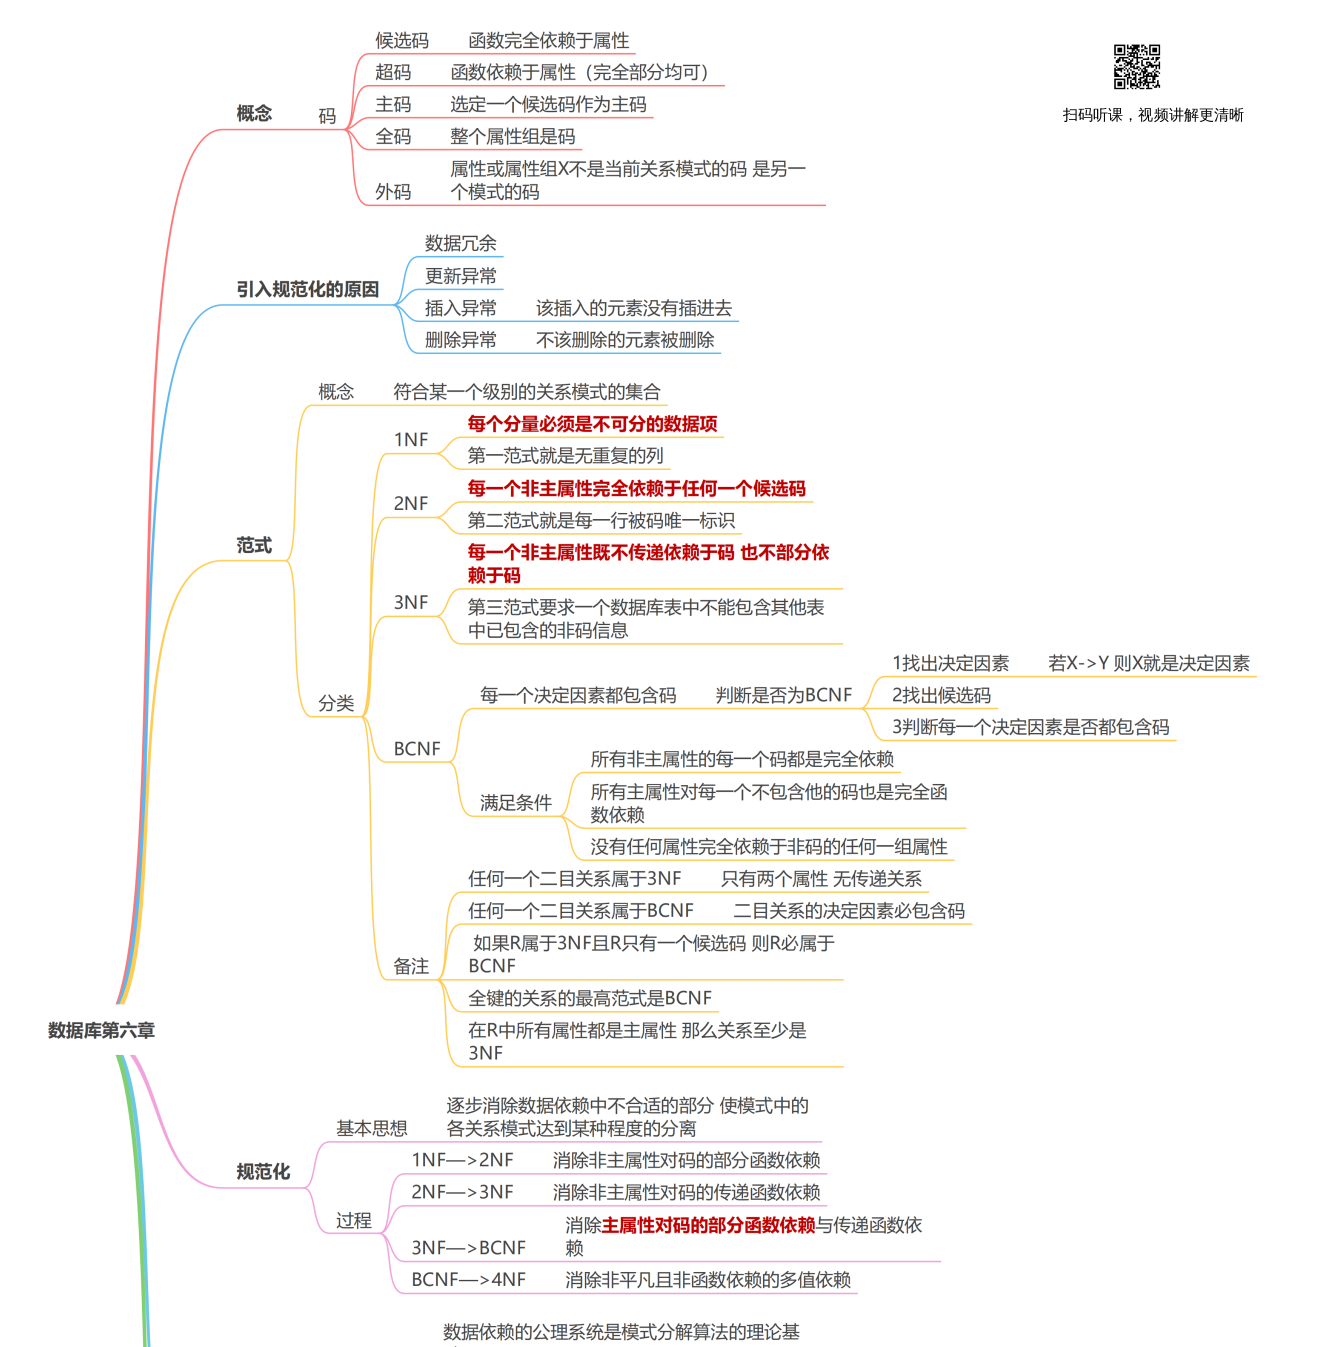 候选码 函数完全依赖于属性
超码 函数依赖于属性（完全部分均可）
主码 选定一个候选码作为主码
全码 整个属性组是码
外码 属性或属性组X不是当前关系模式的码 是另一
个模式的码
概念 码
扫码听课，视频讲解更清晰
引入规范化的原因
数据冗余
更新异常
插入异常 该插入的元素没有插进去
删除异常 不该删除的元素被删除
范式
概念 符合某一个级别的关系模式的集合
分类
1NF
每个分量必须是不可分的数据项
第一范式就是无重复的列
2NF
每一个非主属性完全依赖于任何一个候选码
第二范式就是每一行被码唯一标识
3NF
每一个非主属性既不传递依赖于码 也不部分依
赖于码
第三范式要求一个数据库表中不能包含其他表
中已包含的非码信息
BCNF
每一个决定因素都包含码 判断是否为BCNF
1找出决定因素 若X->Y 则X就是决定因素
2找出候选码
3判断每一个决定因素是否都包含码
满足条件
所有非主属性的每一个码都是完全依赖
所有主属性对每一个不包含他的码也是完全函
数依赖
没有任何属性完全依赖于非码的任何一组属性
备注
任何一个二目关系属于3NF 只有两个属性 无传递关系
任何一个二目关系属于BCNF 二目关系的决定因素必包含码
如果R属于3NF且R只有一个候选码 则R必属于
BCNF
全键的关系的最高范式是BCNF
在R中所有属性都是主属性 那么关系至少是
3NF
数据库第六章
规范化
基本思想 逐步消除数据依赖中不合适的部分 使模式中的
各关系模式达到某种程度的分离
过程
1NF—>2NF 消除非主属性对码的部分函数依赖
2NF—>3NF 消除非主属性对码的传递函数依赖
3NF—>BCNF 消除主属性对码的部分函数依赖与传递函数依
赖
BCNF—>4NF 消除非平凡且非函数依赖的多值依赖
数据依赖的公理系统是模式分解算法的理论基